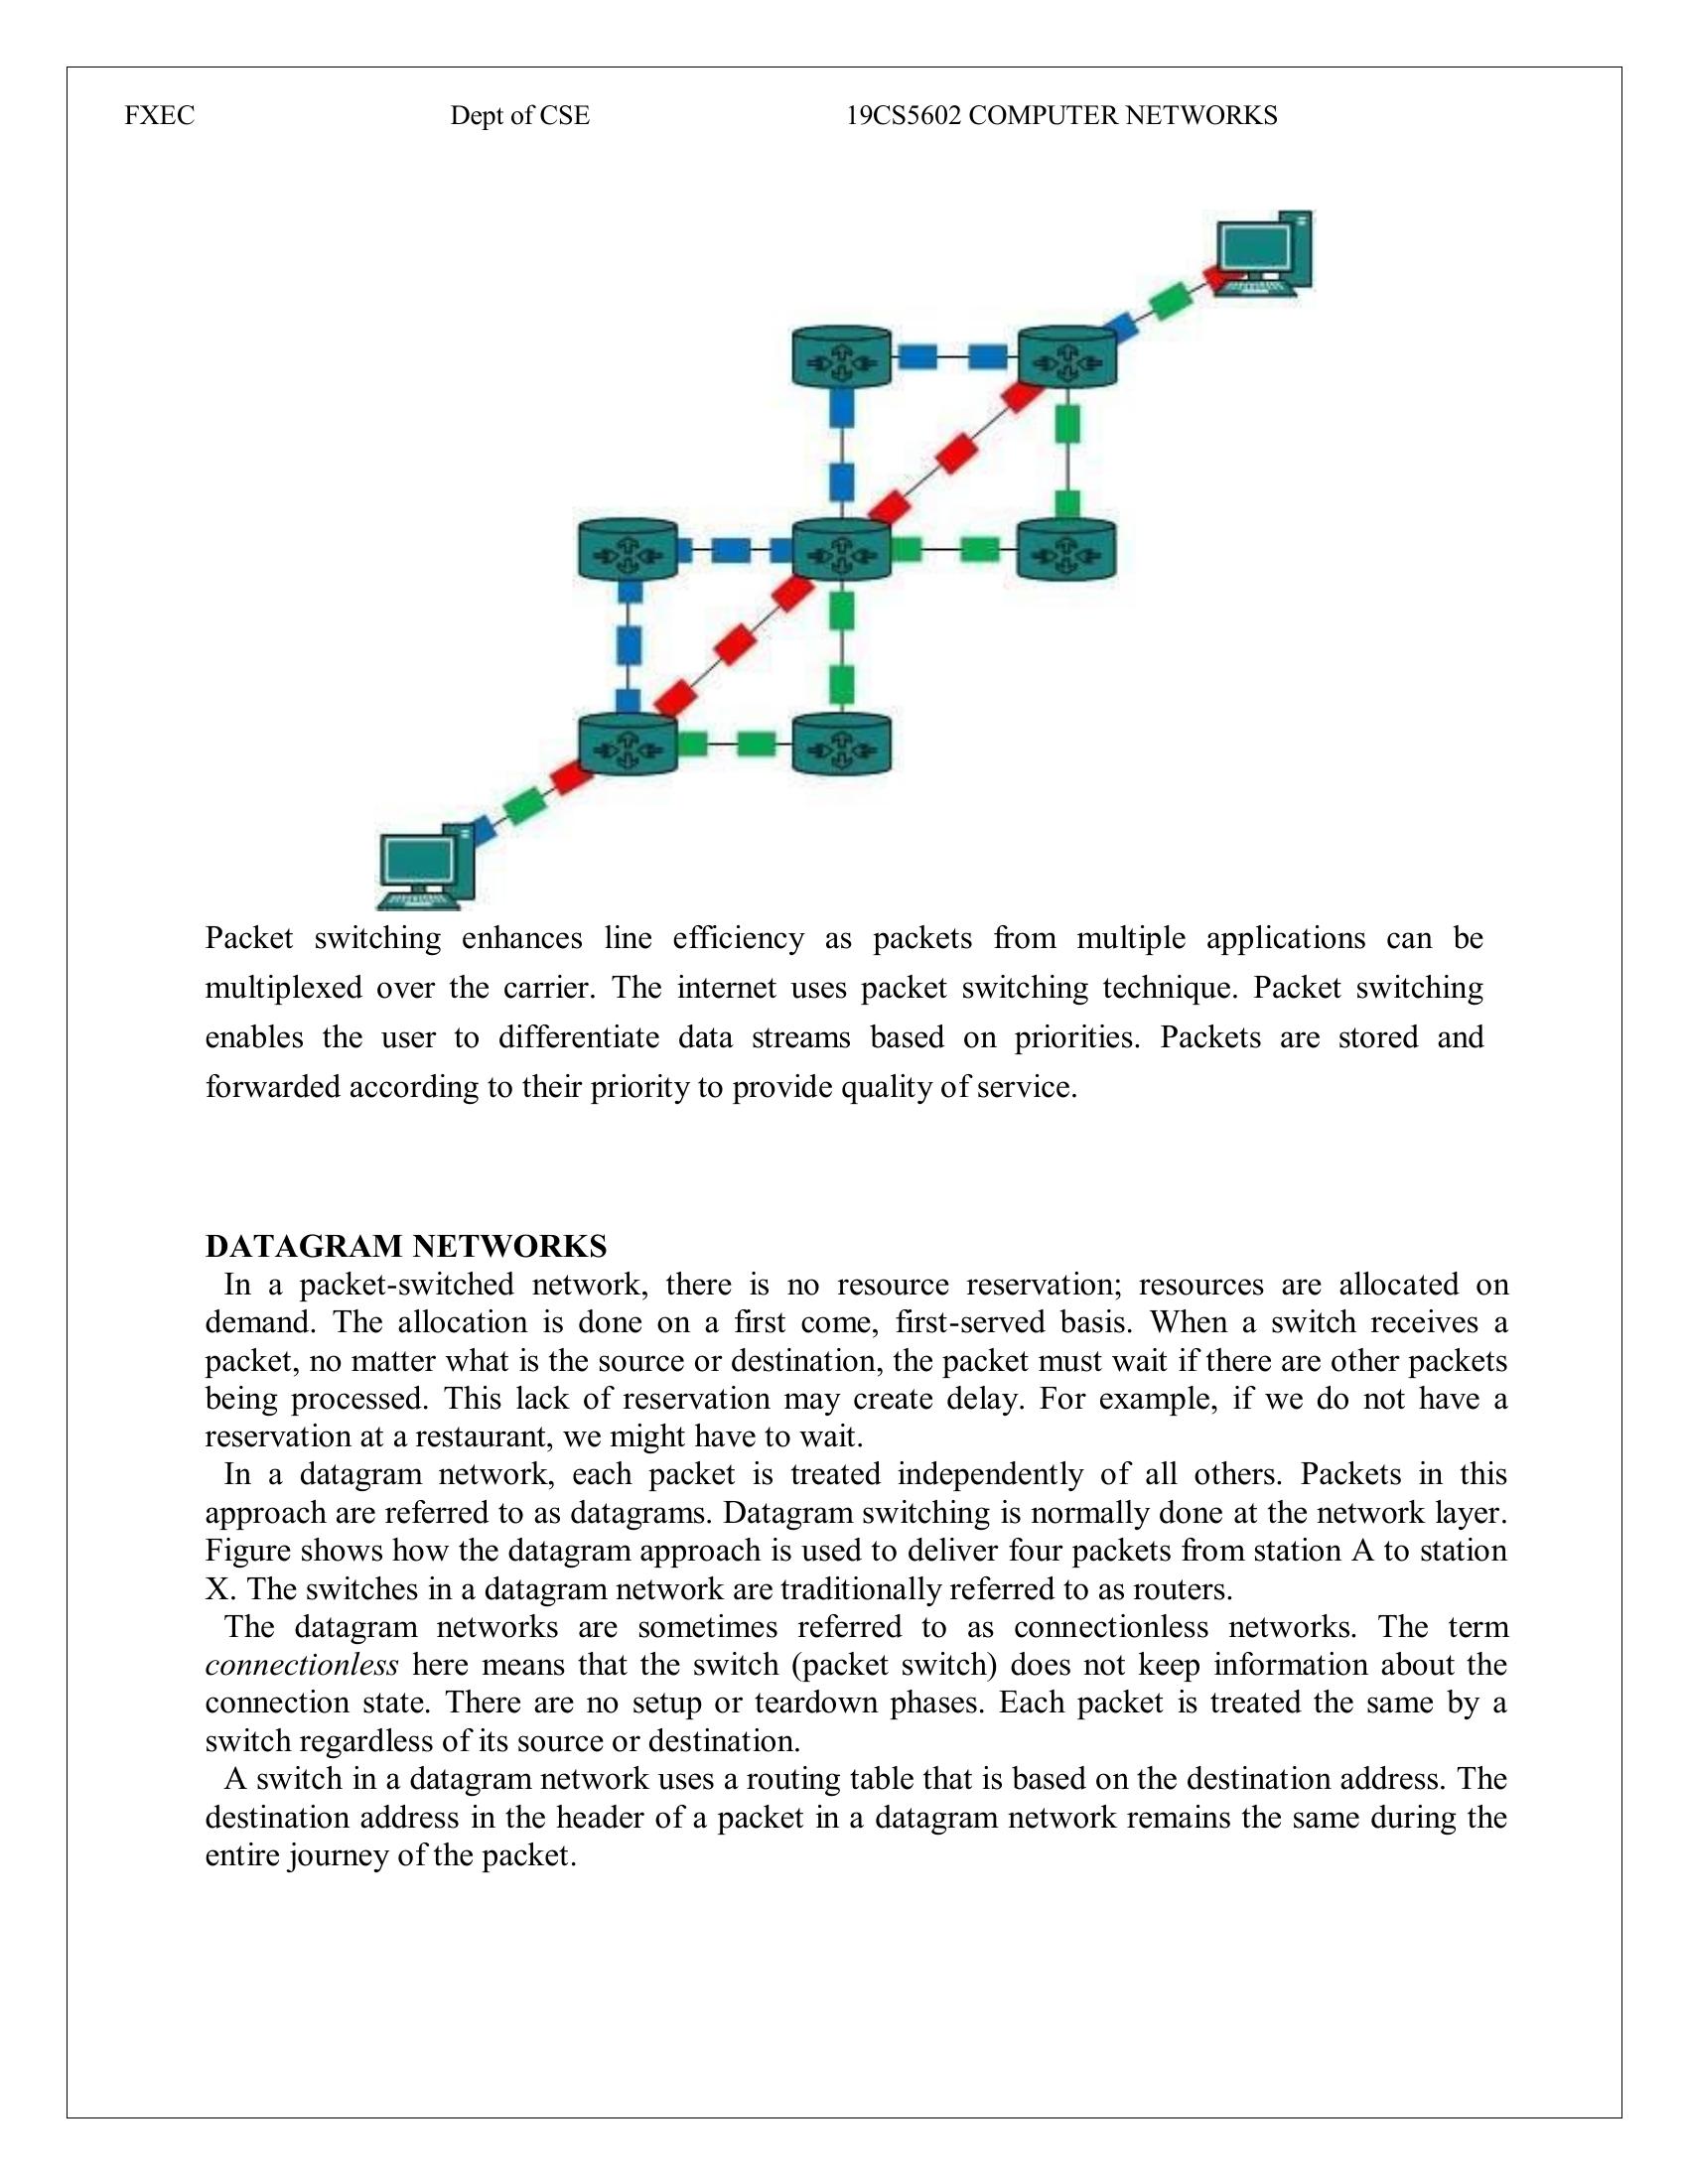 FXEC Dept of CSE 19CS5602 COMPUTER NETWORKS
Packet switching enhances line efficiency as packets from multiple applications can be
multiplexed over the carrier. The internet uses packet switching technique. Packet switching
enables the user to differentiate data streams based on priorities. Packets are stored and
forwarded according to their priority to provide quality of service.
DATAGRAM NETWORKS
In a packet-switched network, there is no resource reservation; resources are allocated on
demand. The allocation is done on a first come, first-served basis. When a switch receives a
packet, no matter what is the source or destination, the packet must wait if there are other packets
being processed. This lack of reservation may create delay. For example, if we do not have a
reservation at a restaurant, we might have to wait.
In a datagram network, each packet is treated independently of all others. Packets in this
approach are referred to as datagrams. Datagram switching is normally done at the network layer.
Figure shows how the datagram approach is used to deliver four packets from station A to station
X. The switches in a datagram network are traditionally referred to as routers.
The datagram networks are sometimes referred to as connectionless networks. The term
connectionless here means that the switch (packet switch) does not keep information about the
connection state. There are no setup or teardown phases. Each packet is treated the same by a
switch regardless of its source or destination.
A switch in a datagram network uses a routing table that is based on the destination address. The
destination address in the header of a packet in a datagram network remains the same during the
entire journey of the packet.